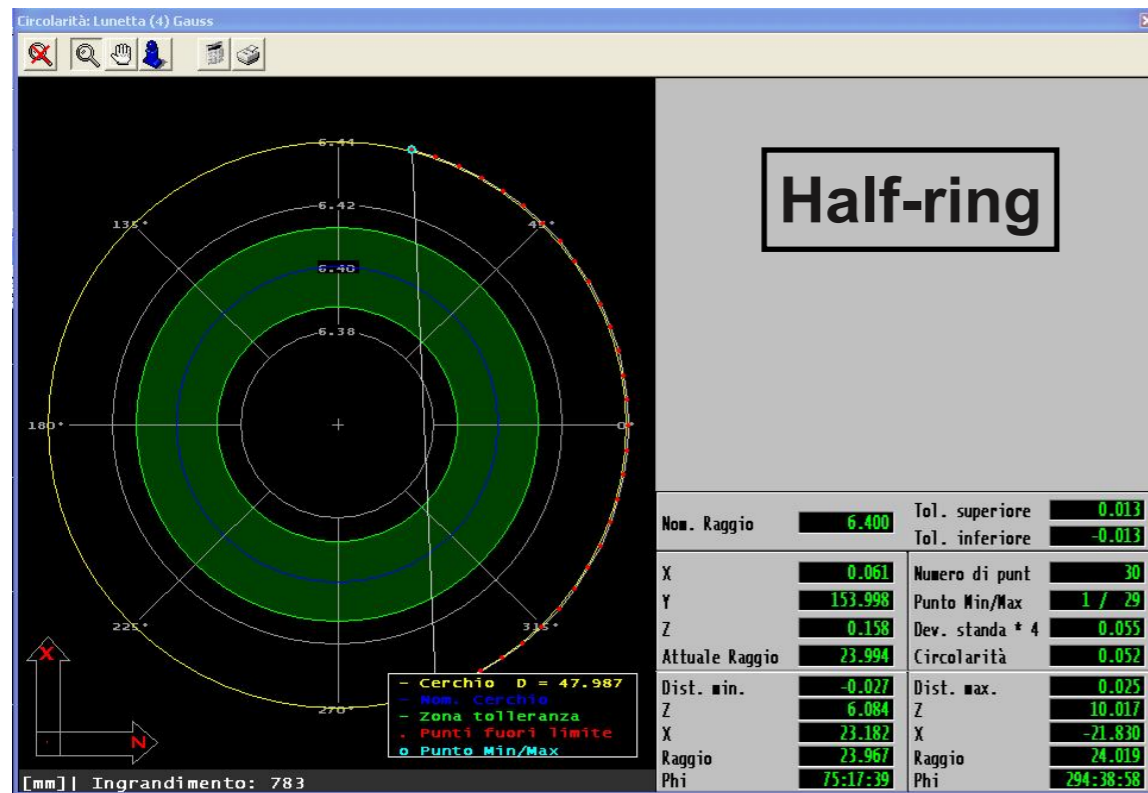 Circolarità: Lunetta (4) Gauss
Half-ring
6.44
6.42
6.40
6.38
135°
45°
180°
0°
225°
315°
270°
X
N
– Cerchio D = 47.987
– Nom. Cerchio
– Zona tolleranza
. Punti fuori limite
o Punto Min/Max
[mm]| Ingrandimento: 783
Nom. Raggio 6.400
Tol. superiore 0.013
Tol. inferiore -0.013
X 0.061
Y 153.998
Z 0.158
Attuale Raggio 23.994
Numero di punt 30
Punto Min/Max 1 / 29
Dev. standa * 4 0.055
Circolarità 0.052
Dist. min. -0.027
Z 6.084
X 23.182
Raggio 23.967
Phi 75:17:39
Dist. max. 0.025
Z 10.017
X -21.830
Raggio 24.019
Phi 294:38:58